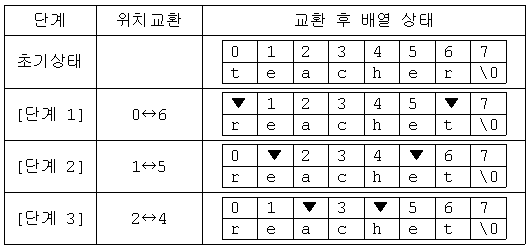 단계 위치교환 교환 후 배열 상태
초기상태 0 1 2 3 4 5 6 7
t e a c h e r \0
[단계 1] 0↔6 ▼ 1 2 3 4 5 ▼ 7
r e a c h e t \0
[단계 2] 1↔5 0 ▼ 2 3 4 ▼ 6 7
r e a c h e t \0
[단계 3] 2↔4 0 1 ▼ 3 ▼ 5 6 7
r e a c h e t \0